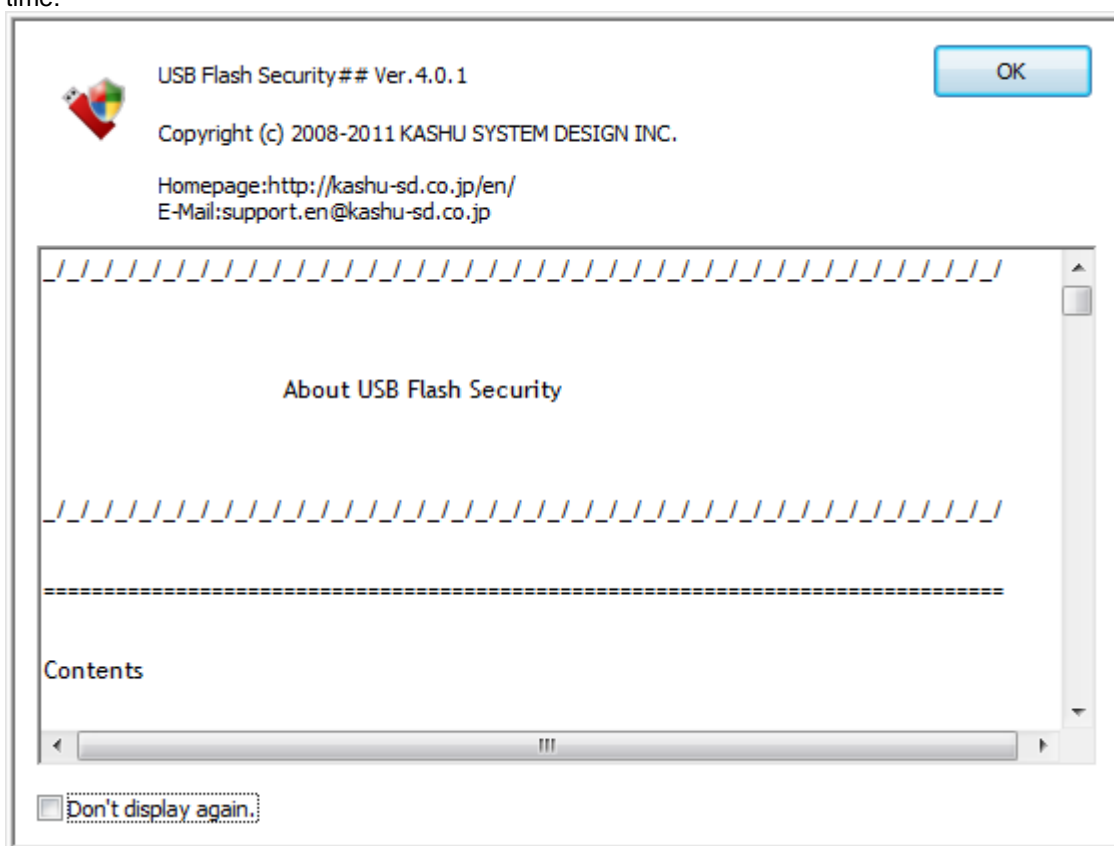 time.
USB Flash Security## Ver.4.0.1
OK
Copyright (c) 2008-2011 KASHU SYSTEM DESIGN INC.
Homepage:http://kashu-sd.co.jp/en/
E-Mail:support.en@kashu-sd.co.jp
_/_/_/_/_/_/_/_/_/_/_/_/_/_/_/_/_/_/_/_/_/_/_/_/_/_/_/_/_/_/_/_/_/_/_/_/_/_/_/_/
About USB Flash Security
_/_/_/_/_/_/_/_/_/_/_/_/_/_/_/_/_/_/_/_/_/_/_/_/_/_/_/_/_/_/_/_/_/_/_/_/_/_/_/_/
================================================================================
Contents
Don't display again.